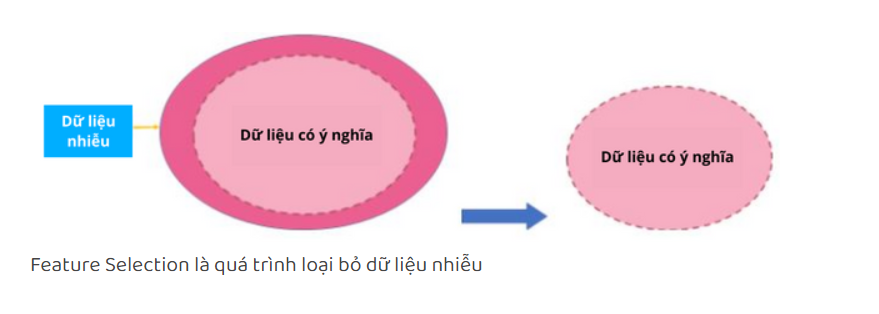 Dữ liệu
nhiễu
Dữ liệu có ý nghĩa
Dữ liệu có ý nghĩa
Feature Selection là quá trình loại bỏ dữ liệu nhiễu